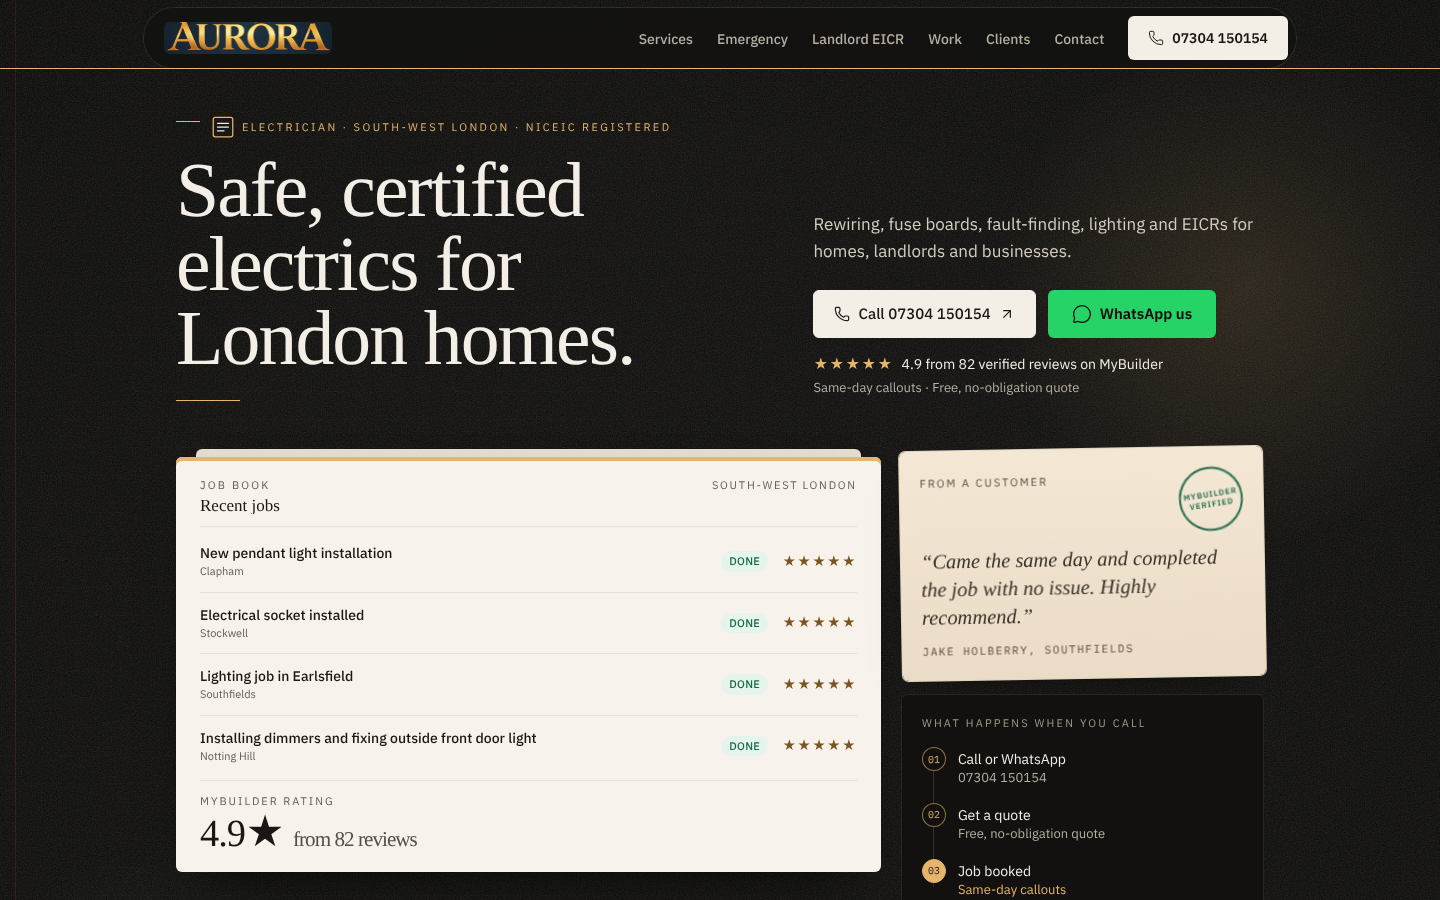 AURORA
Services
Emergency
Landlord EICR
Work
Clients
Contact
07304 150154
ELECTRICIAN · SOUTH-WEST LONDON · NICEIC REGISTERED
Safe, certified
electrics for
London homes.
Rewiring, fuse boards, fault-finding, lighting and EICRs for
homes, landlords and businesses.
Call 07304 150154
WhatsApp us
★★★★★ 4.9 from 82 verified reviews on MyBuilder
Same-day callouts · Free, no-obligation quote
JOB BOOK
SOUTH-WEST LONDON
Recent jobs
New pendant light installation
Clapham
DONE ★★★★★
Electrical socket installed
Stockwell
DONE ★★★★★
Lighting job in Earlsfield
Southfields
DONE ★★★★★
Installing dimmers and fixing outside front door light
Notting Hill
DONE ★★★★★
MYBUILDER RATING
4.9★ from 82 reviews
FROM A CUSTOMER
MYBUILDER
VERIFIED
“Came the same day and completed
the job with no issue. Highly
recommend.”
JAKE HOLBERRY, SOUTHFIELDS
WHAT HAPPENS WHEN YOU CALL
01 Call or WhatsApp
07304 150154
02 Get a quote
Free, no-obligation quote
03 Job booked
Same-day callouts